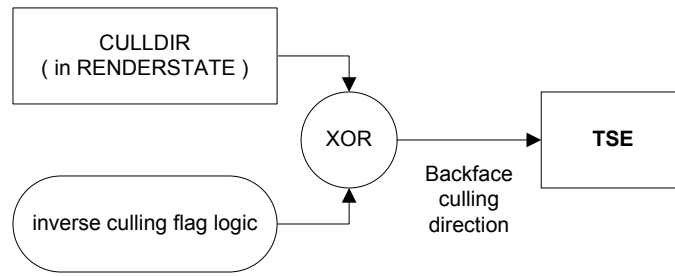 CULLDIR
( in RENDERSTATE )
XOR
TSE
Backface
culling
direction
inverse culling flag logic